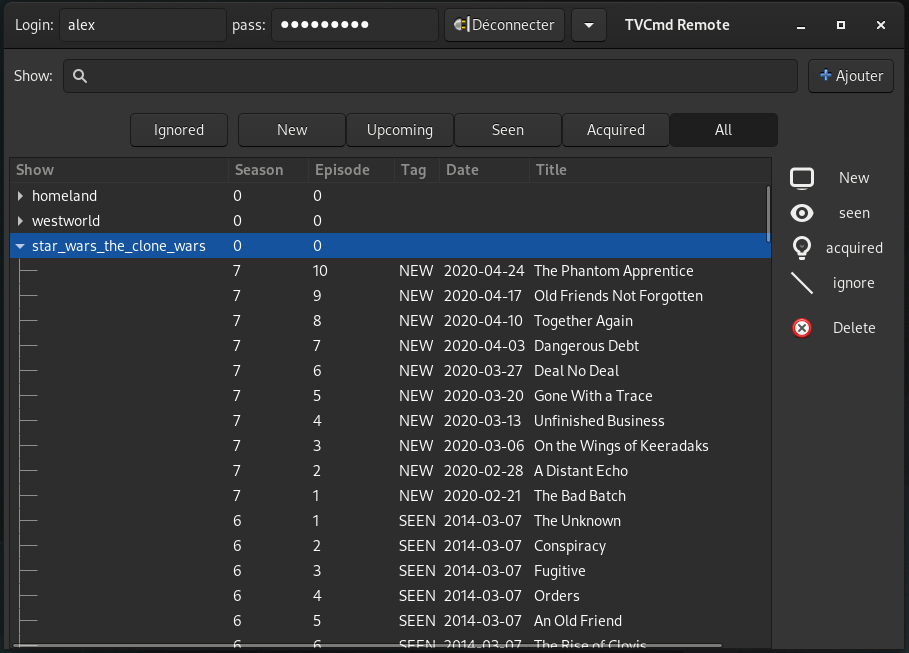 Login: alex pass: ●●●●●●●●● Déconnecter TVCmd Remote
Show: Ajouter
Ignored New Upcoming Seen Acquired All
Show Season Episode Tag Date Title
homeland 0 0
westworld 0 0
star_wars_the_clone_wars 0 0
7 10 NEW 2020-04-24 The Phantom Apprentice
7 9 NEW 2020-04-17 Old Friends Not Forgotten
7 8 NEW 2020-04-10 Together Again
7 7 NEW 2020-04-03 Dangerous Debt
7 6 NEW 2020-03-27 Deal No Deal
7 5 NEW 2020-03-20 Gone With a Trace
7 4 NEW 2020-03-13 Unfinished Business
7 3 NEW 2020-03-06 On the Wings of Keeradaks
7 2 NEW 2020-02-28 A Distant Echo
7 1 NEW 2020-02-21 The Bad Batch
6 1 SEEN 2014-03-07 The Unknown
6 2 SEEN 2014-03-07 Conspiracy
6 3 SEEN 2014-03-07 Fugitive
6 4 SEEN 2014-03-07 Orders
6 5 SEEN 2014-03-07 An Old Friend
6 6 SEEN 2014-03-07 The Rise of Clovis
New
seen
acquired
ignore
Delete